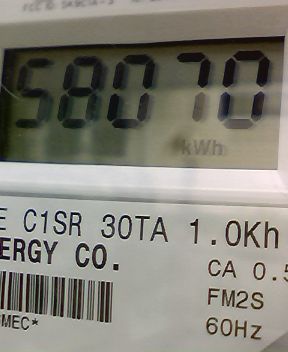 58070
kWh
E C1SR 30TA 1.0Kh
ERGY CO.
CA 0.5
FM2S
MEC*
60Hz